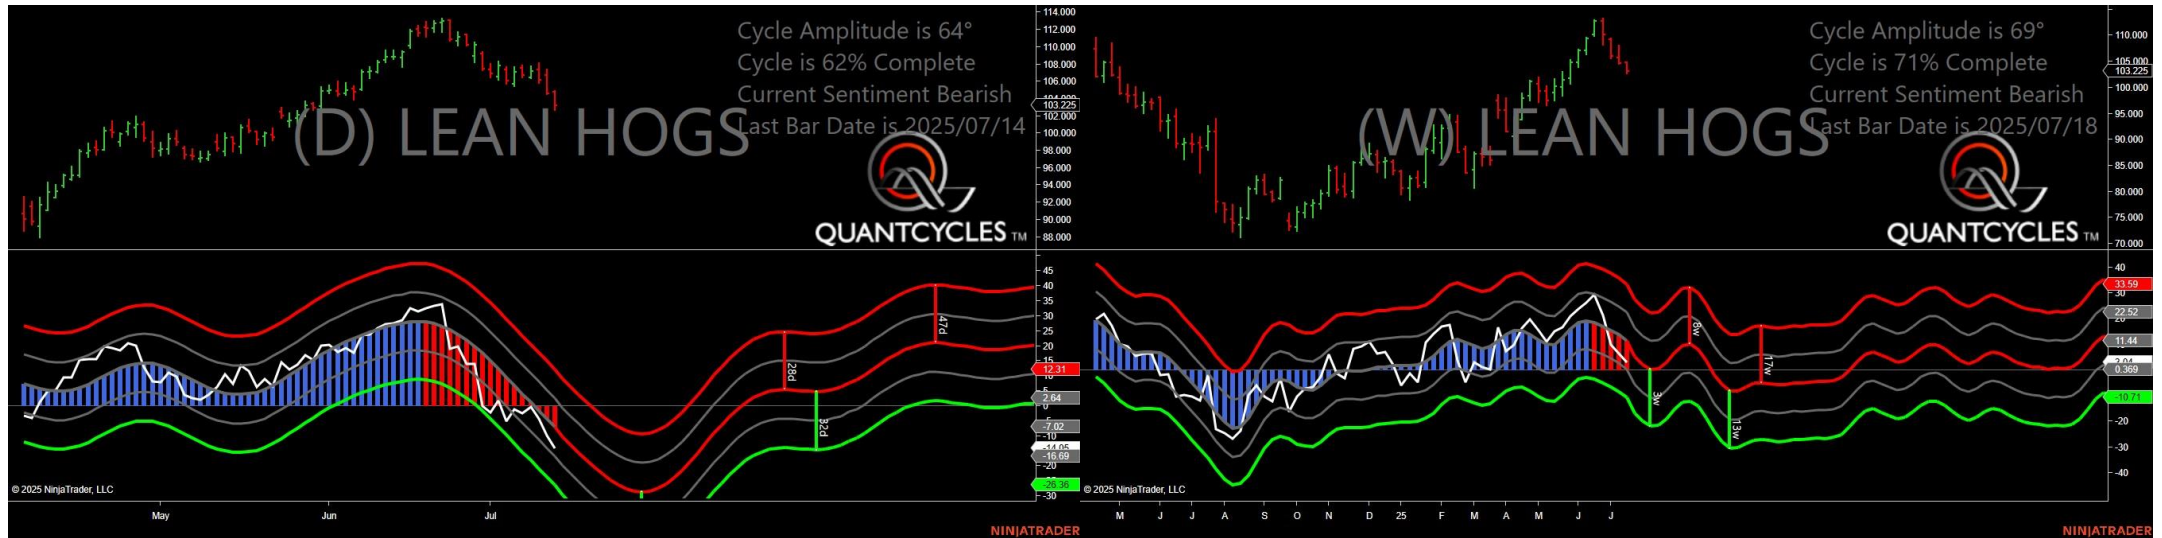 Cycle Amplitude is 64°
Cycle is 62% Complete
Current Sentiment Bearish
Last Bar Date is 2025/07/14
(D) LEAN HOGS
QUANTCYCLES TM
114.000
112.000
110.000
108.000
106.000
103.225
102.000
100.000
98.000
96.000
94.000
92.000
90.000
88.000
45
40
35
30
25
20
15
12.31
5
2.64
0
-7.02
-10
-14.05
-16.69
-20
-26.36
-30
28d
32d
47d
© 2025 NinjaTrader, LLC
May
Jun
Jul
NINJATRADER
Cycle Amplitude is 69°
Cycle is 71% Complete
Current Sentiment Bearish
Last Bar Date is 2025/07/18
(W) LEAN HOGS
QUANTCYCLES TM
110.000
105.000
103.225
100.000
95.000
90.000
85.000
80.000
75.000
70.000
40
33.59
30
22.52
11.44
0.369
-10.71
-20
-30
-40
3w
8w
13w
17w
© 2025 NinjaTrader, LLC
M
J
J
A
S
O
N
D
25
F
M
A
M
J
J
NINJATRADER